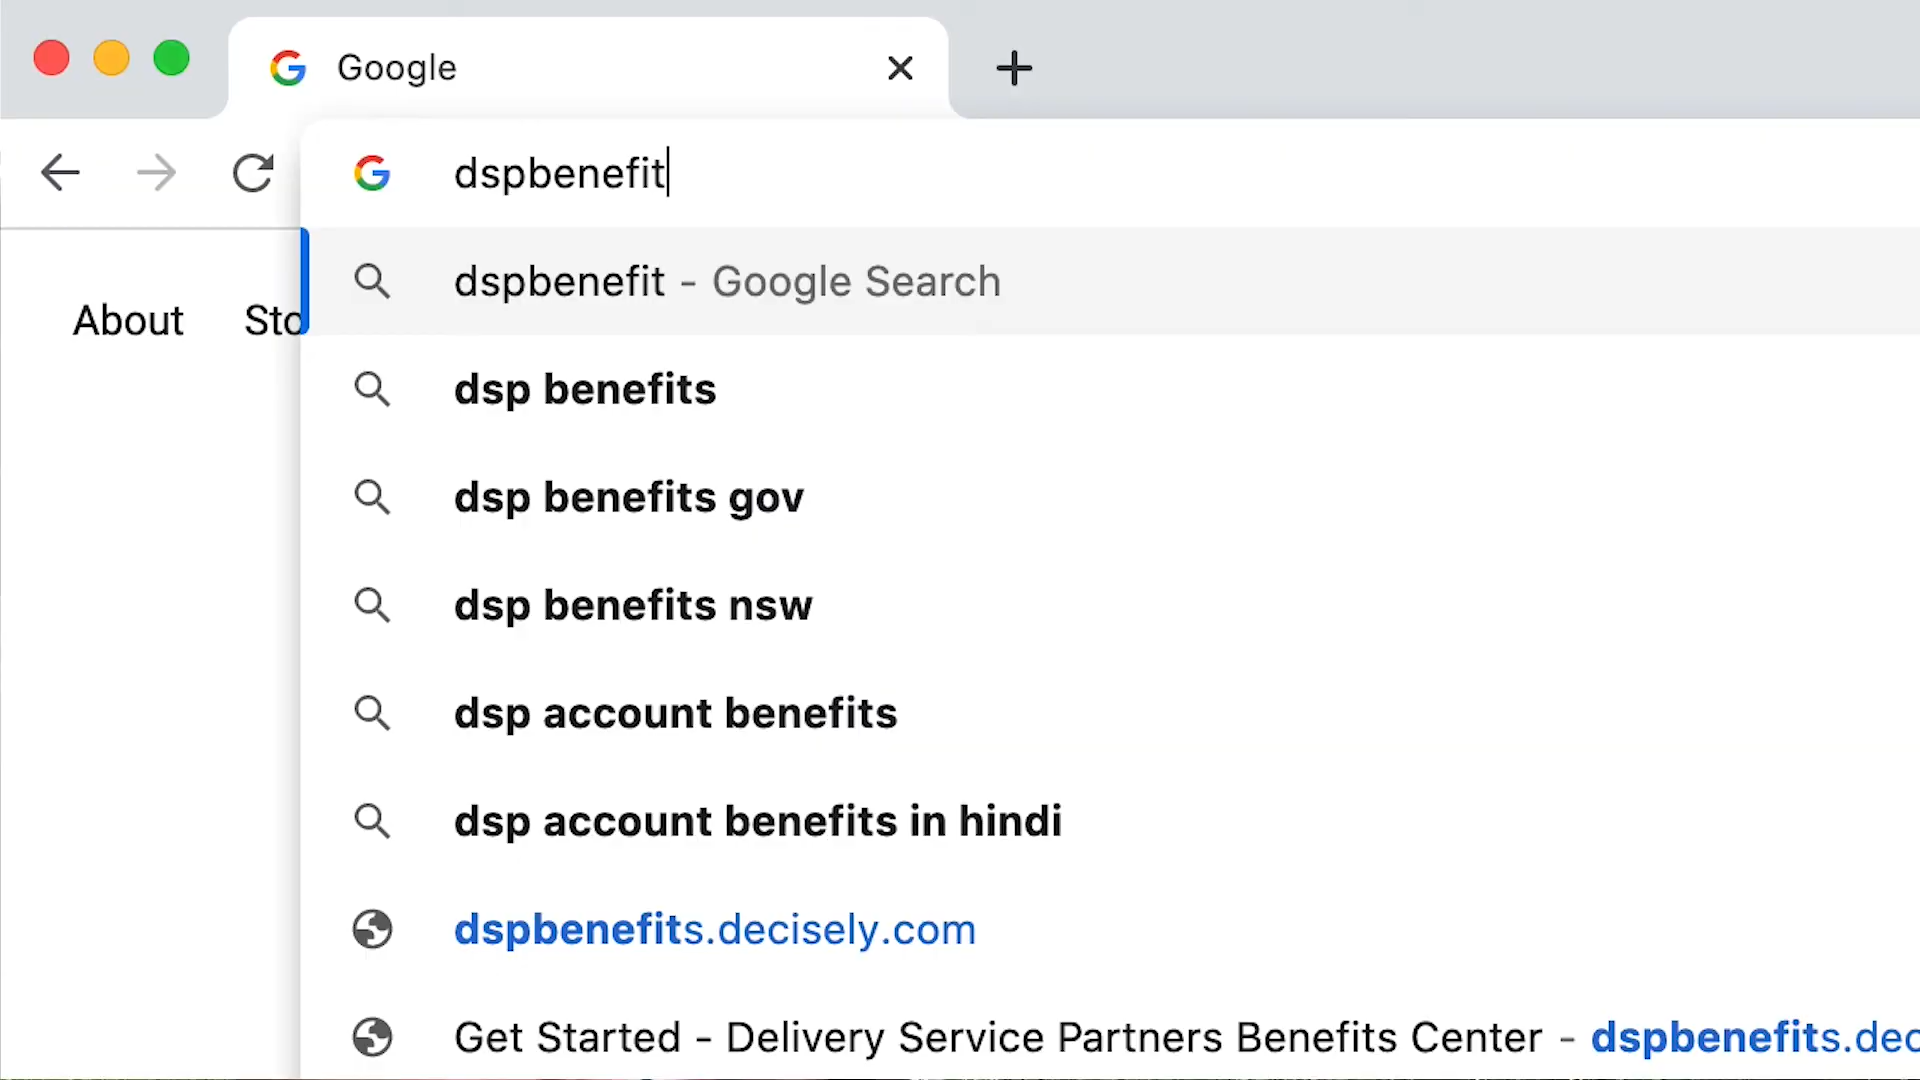 Google
dspbenefit
dspbenefit - Google Search
About
dsp benefits
dsp benefits gov
dsp benefits nsw
dsp account benefits
dsp account benefits in hindi
dspbenefits.decisely.com
Get Started - Delivery Service Partners Benefits Center - dspbenefits.dec